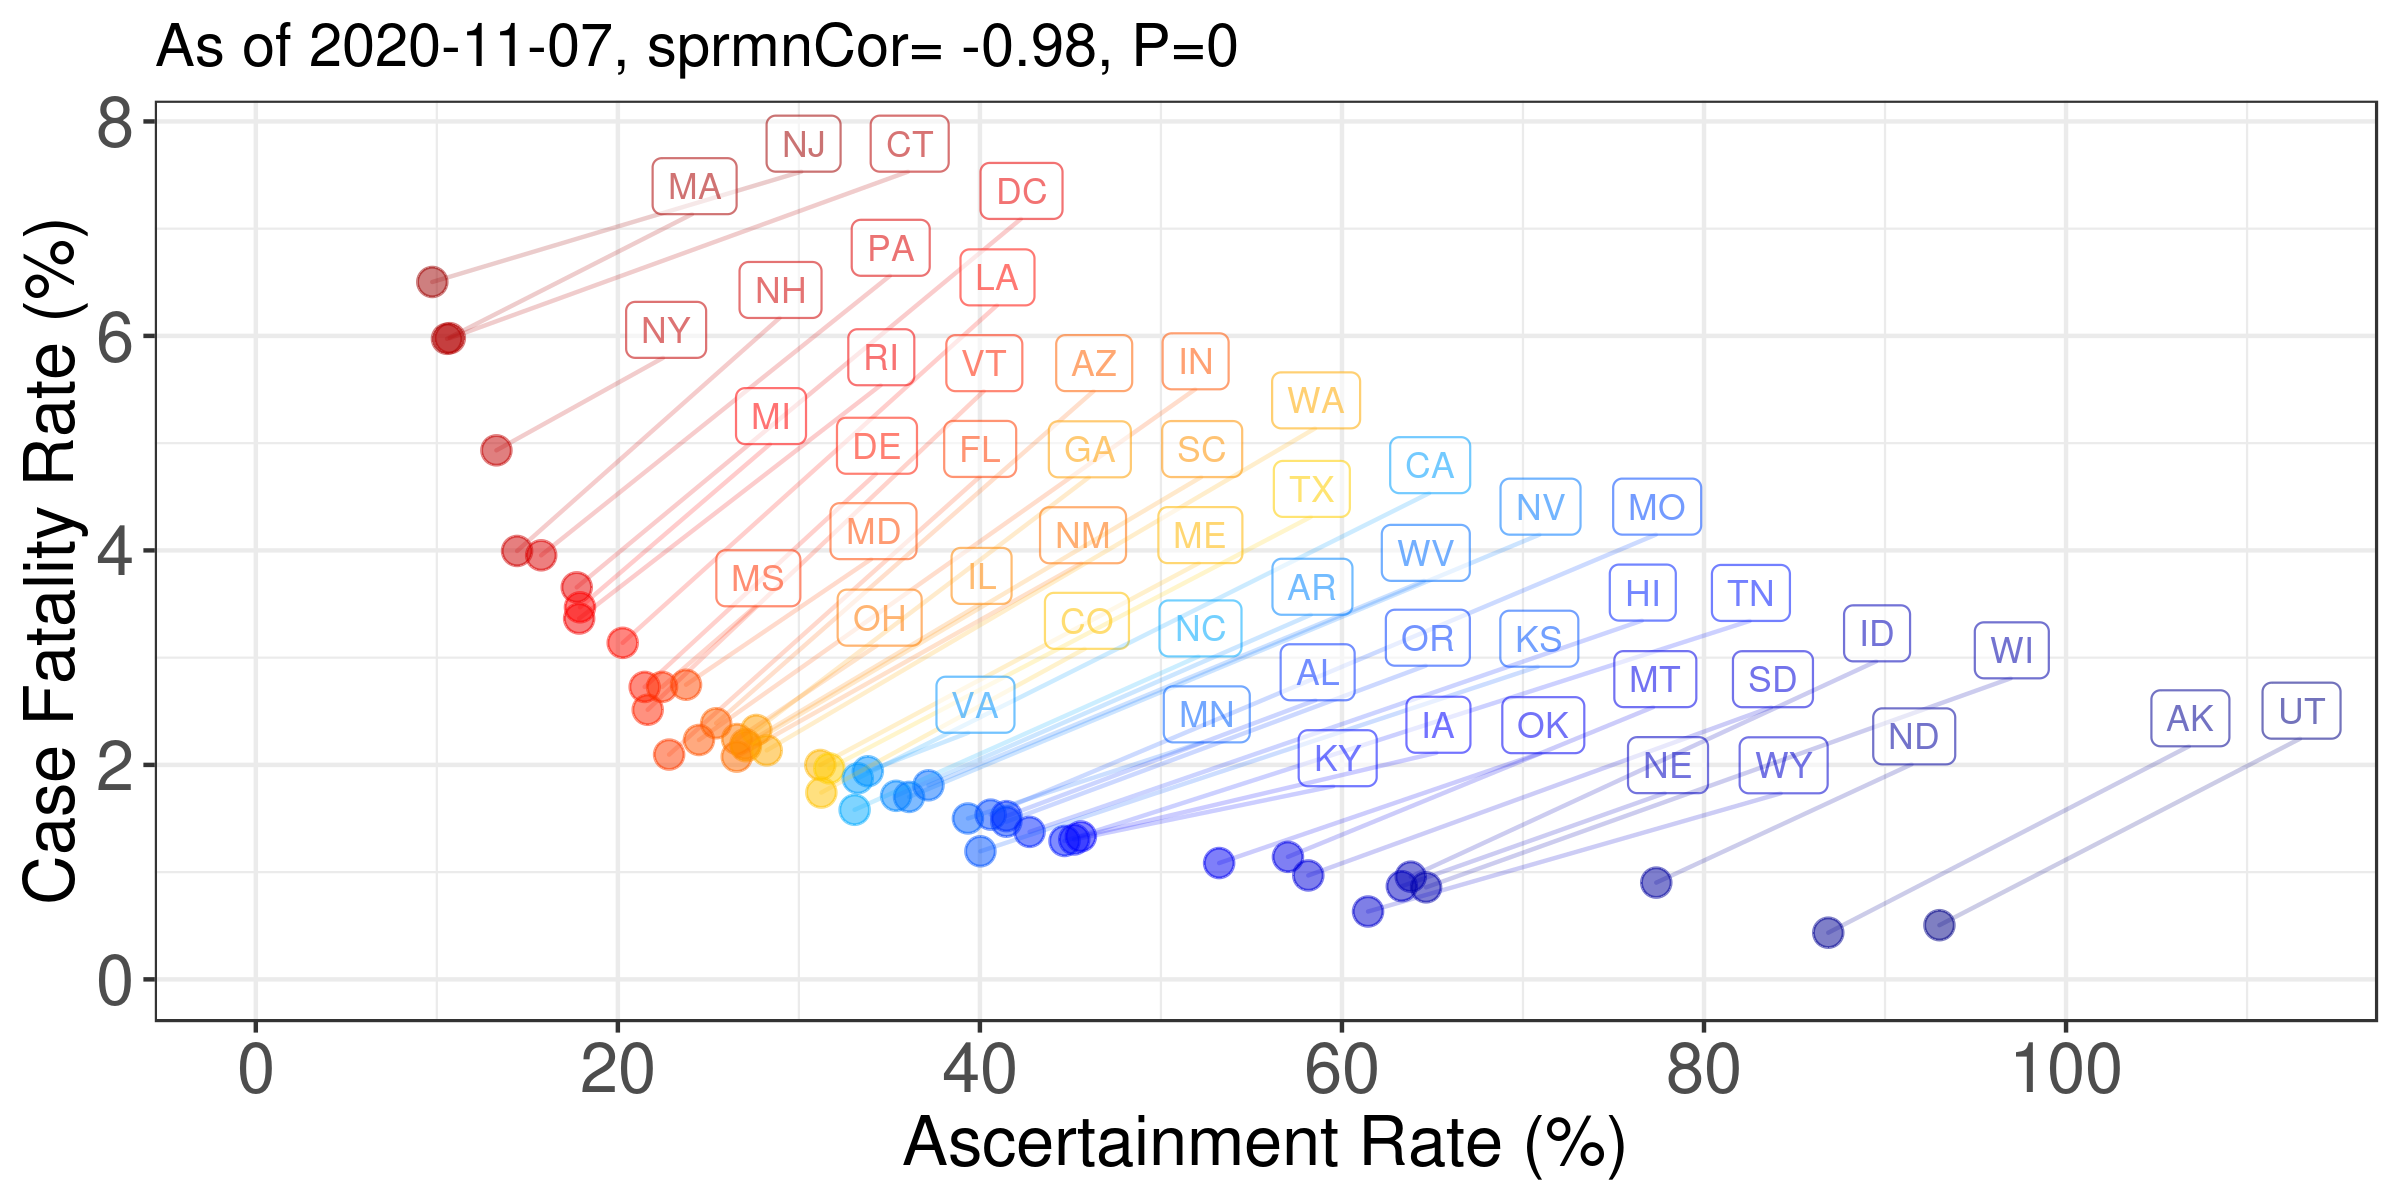 As of 2020-11-07, sprmnCor= -0.98, P=0
Case Fatality Rate (%)
8
6
4
2
0
NJ CT
MA DC
PA
NH LA
NY
RI VT AZ IN
MI WA
DE FL GA SC CA
TX
MD NM ME NV MO
MS IL AR WV HI TN
OH CO NC OR KS ID WI
VA MN AL MT SD
KY IA OK NE WY ND AK UT
0 20 40 60 80 100
Ascertainment Rate (%)